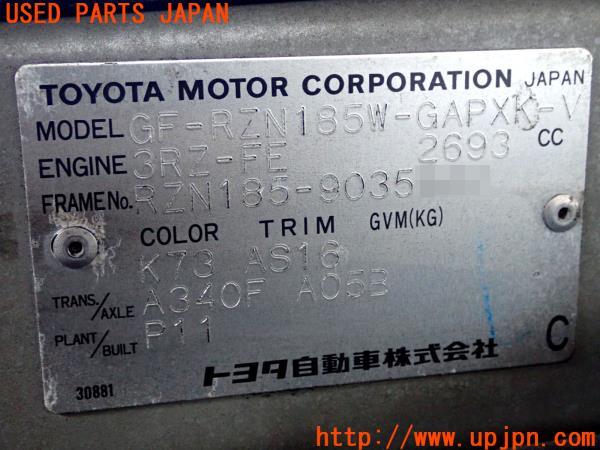 USED PARTS JAPAN
TOYOTA MOTOR CORPORATION JAPAN
MODEL GF-RZN185W-GAPXK-V
ENGINE 3RZ-FE 2693 CC
FRAME No. RZN185-9035
COLOR TRIM GVM(KG)
K73 AS16
TRANS./AXLE A340F A05B
PLANT/BUILT P11
C
トヨタ自動車株式会社
30881
http://www.upjpn.com/